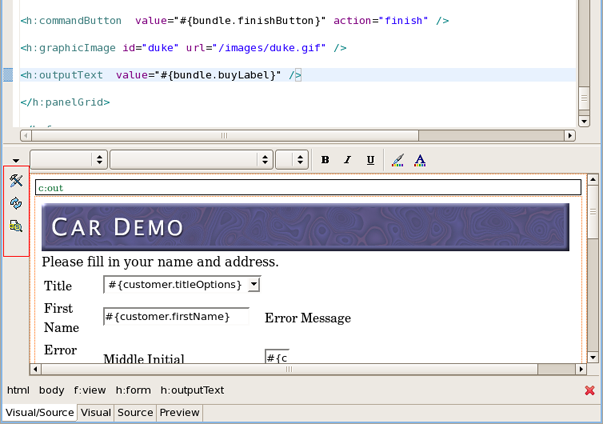 <h:commandButton value="#{bundle.finishButton}" action="finish" />
<h:graphicImage id="duke" url="/images/duke.gif" />
<h:outputText value="#{bundle.buyLabel}" />
</h:panelGrid>
B I U A
c:out
CAR DEMO
Please fill in your name and address.
Title #{customer.titleOptions}
First
Name #{customer.firstName} Error Message
Error
Middle Initial #{c
html body f:view h:form h:outputText
Visual/Source Visual Source Preview